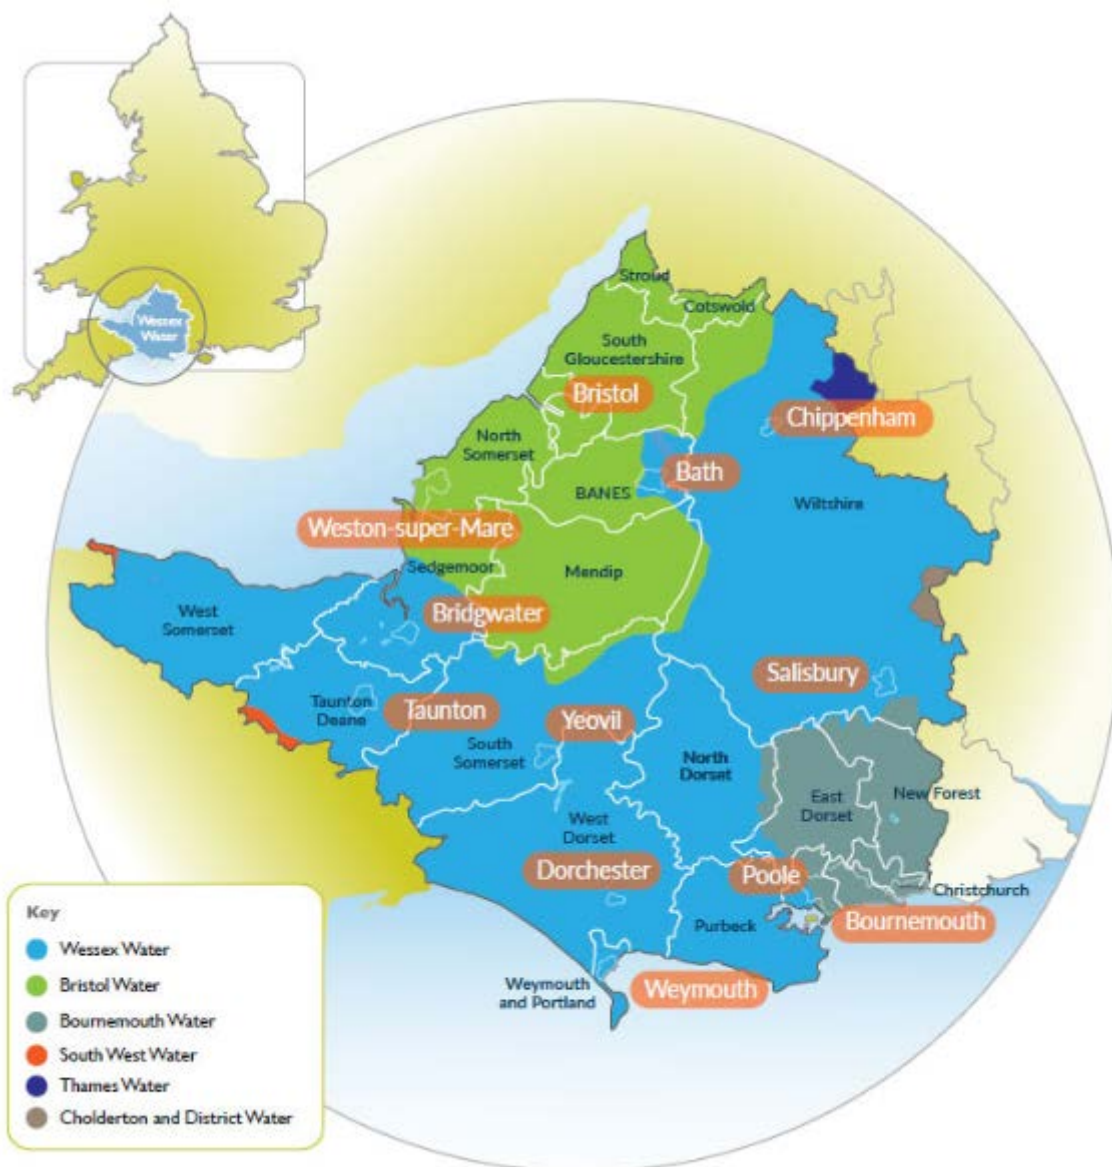 Wessex
Water
Stroud
Cotswold
South
Gloucestershire
Bristol
Chippenham
North
Somerset
Bath
BANES
Wiltshire
Weston-super-Mare
Sedgemoor
Mendip
West
Somerset
Bridgwater
Salisbury
Taunton
Deane
Taunton
Yeovil
South
Somerset
North
Dorset
East
Dorset
New Forest
West
Dorset
Dorchester
Poole
Christchurch
Purbeck
Bournemouth
Weymouth
and Portland
Weymouth
Key
Wessex Water
Bristol Water
Bournemouth Water
South West Water
Thames Water
Cholderton and District Water